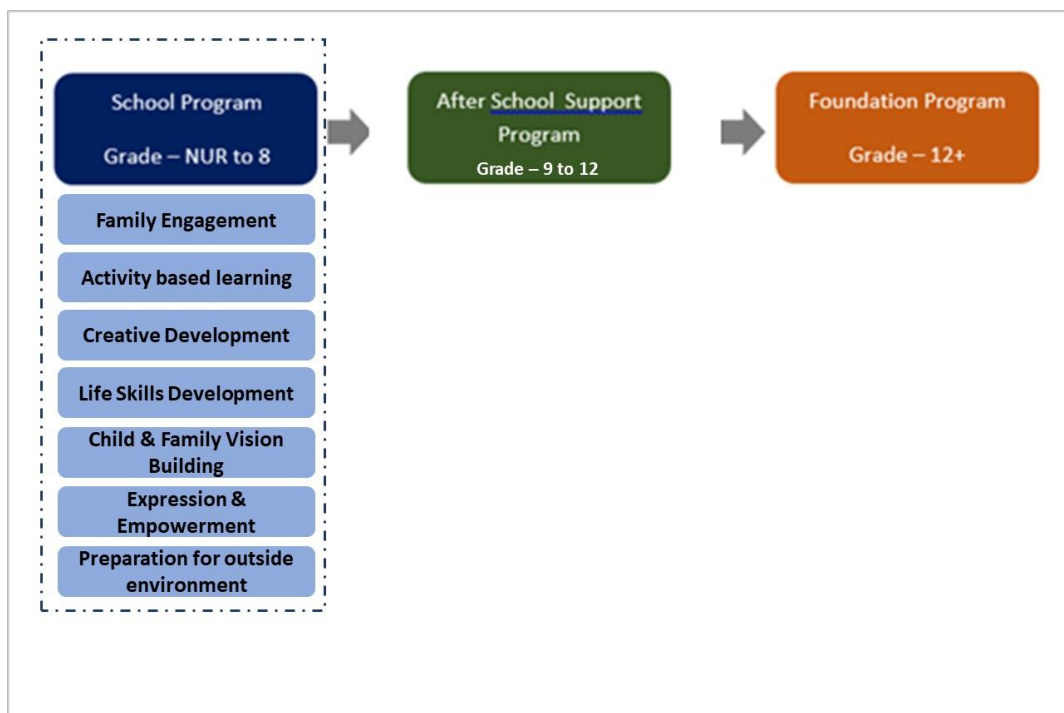 School Program
Grade – NUR to 8
Family Engagement
Activity based learning
Creative Development
Life Skills Development
Child & Family Vision
Building
Expression &
Empowerment
Preparation for outside
environment
After School Support
Program
Grade – 9 to 12
Foundation Program
Grade – 12+